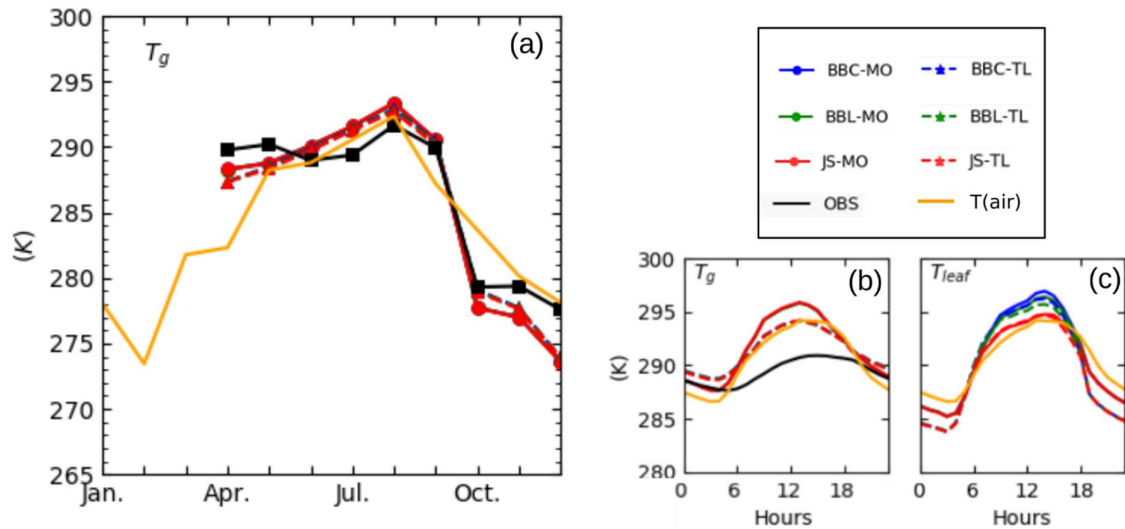 300
295
290
285
280
275
270
265
(K)
T_g
(a)
Jan. Apr. Jul. Oct.
BBC-MO BBC-TL
BBL-MO BBL-TL
JS-MO JS-TL
OBS T(air)
300
295
290
285
280
(K)
T_g
(b)
0 6 12 18
Hours
T_leaf
(c)
0 6 12 18
Hours